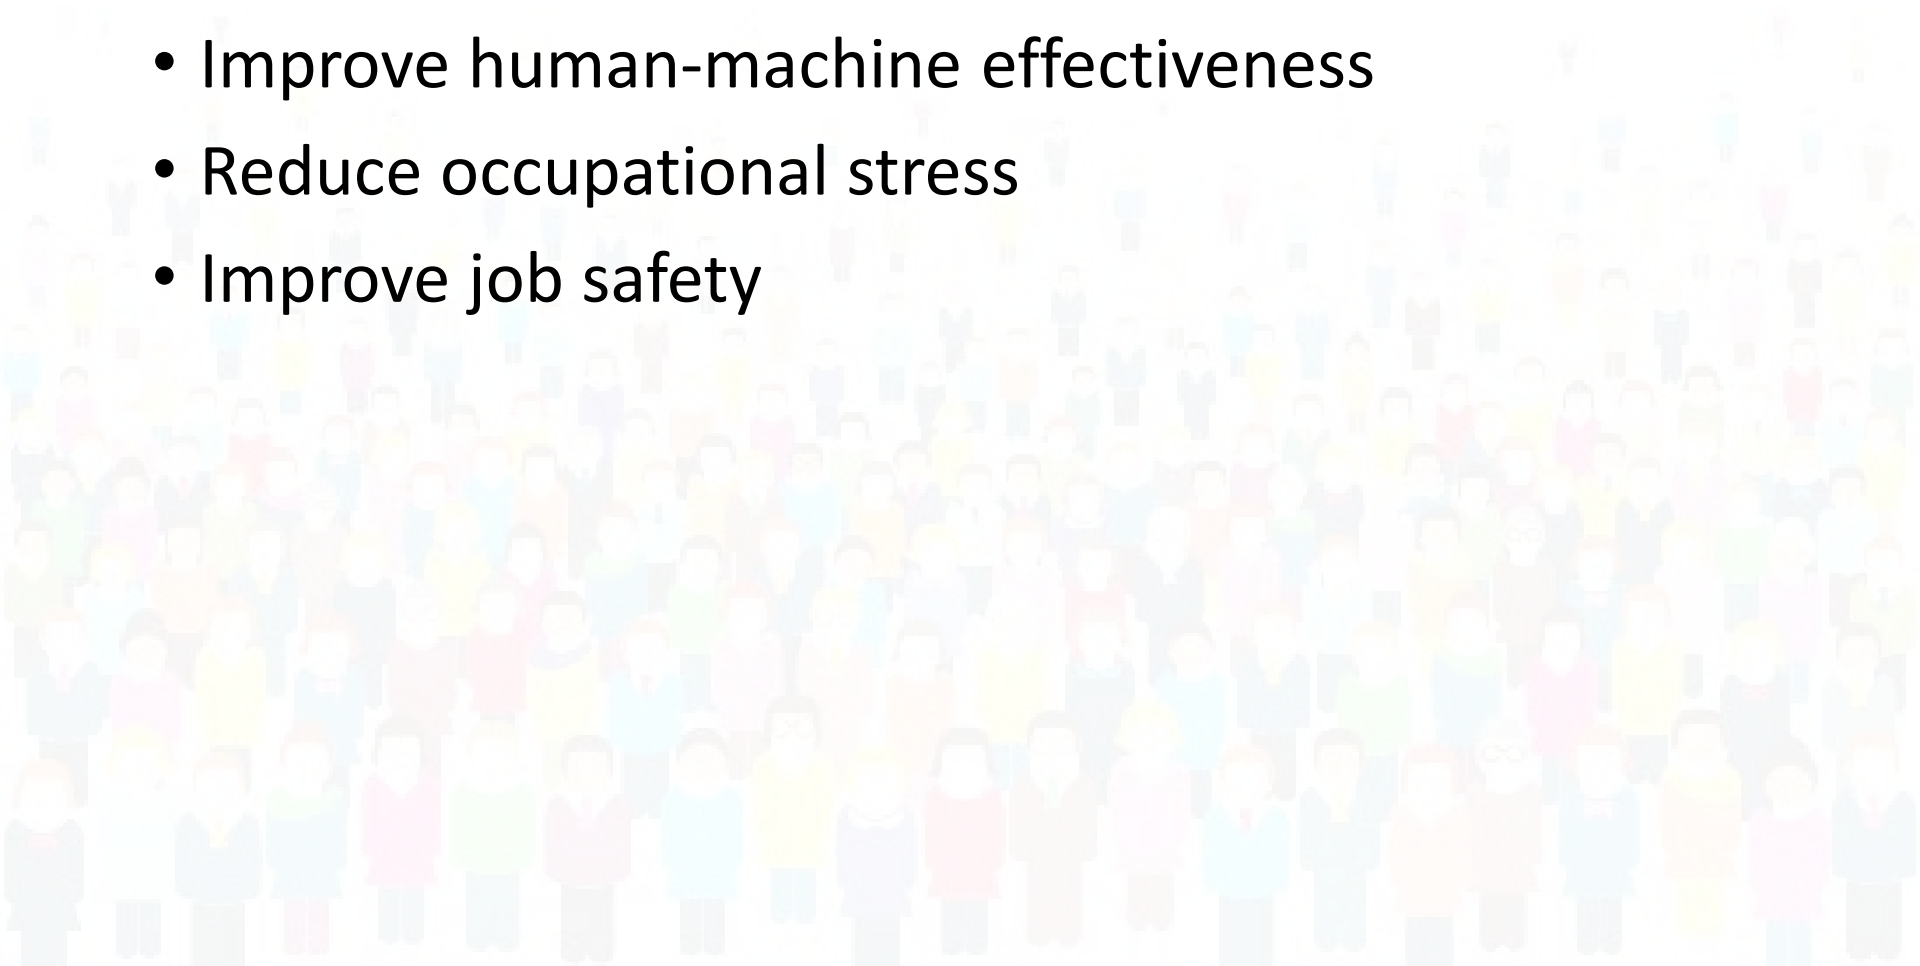 • Improve human-machine effectiveness
• Reduce occupational stress
• Improve job safety